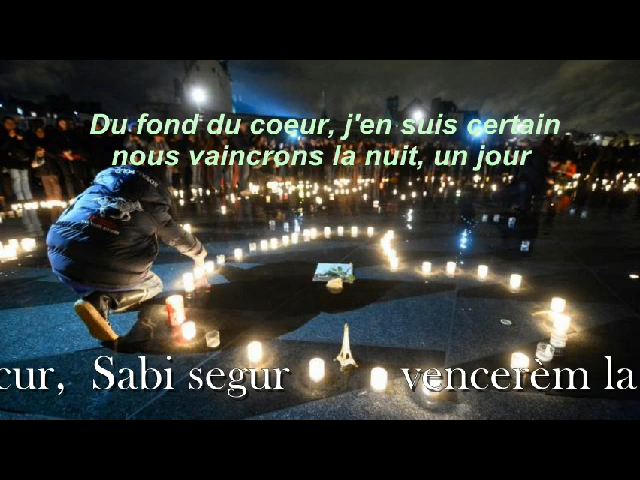 Du fond du coeur, j'en suis certain
nous vaincrons la nuit, un jour
cur, Sabi segur vencerèm la